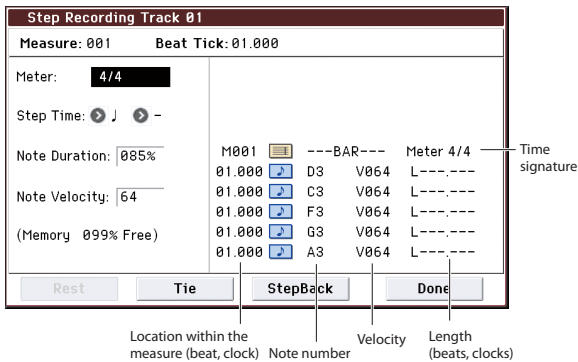 Step Recording Track 01
Measure: 001 Beat Tick: 01.000
Meter: 4/4
Step Time: ♩ -
Note Duration: 085%
Note Velocity: 64
(Memory 099% Free)
M001 ---BAR--- Meter 4/4
01.000 D3 V064 L---.---
01.000 C3 V064 L---.---
01.000 F3 V064 L---.---
01.000 G3 V064 L---.---
01.000 A3 V064 L---.---
Time
signature
Rest Tie StepBack Done
Location within the
measure (beat, clock)
Note number
Velocity
Length
(beats, clocks)